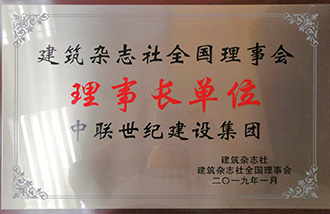 建筑杂志社全国理事会
理事长单位
中联世纪建设集团
建筑杂志社
建筑杂志社全国理事会
二〇一九年一月